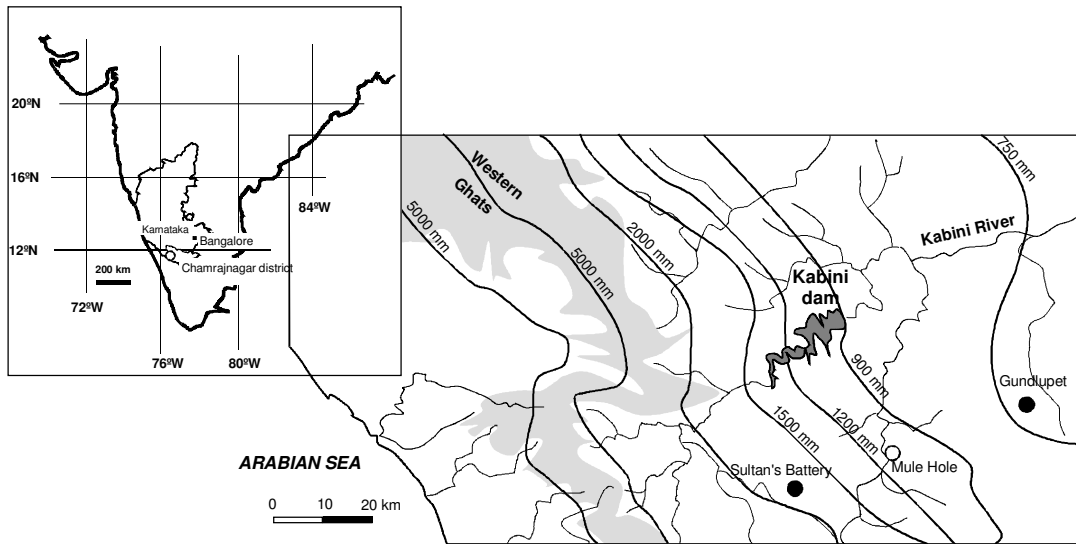 20ºN
16ºN
12ºN
84ºW
Karnataka
Bangalore
Chamrajnagar district
200 km
72ºW
76ºW
80ºW
Western
Ghats
5000 mm
5000 mm
2000 mm
750 mm
Kabini River
Kabini
dam
900 mm
1200 mm
1500 mm
Gundlupet
Mule Hole
Sultan's Battery
ARABIAN SEA
0 10 20 km